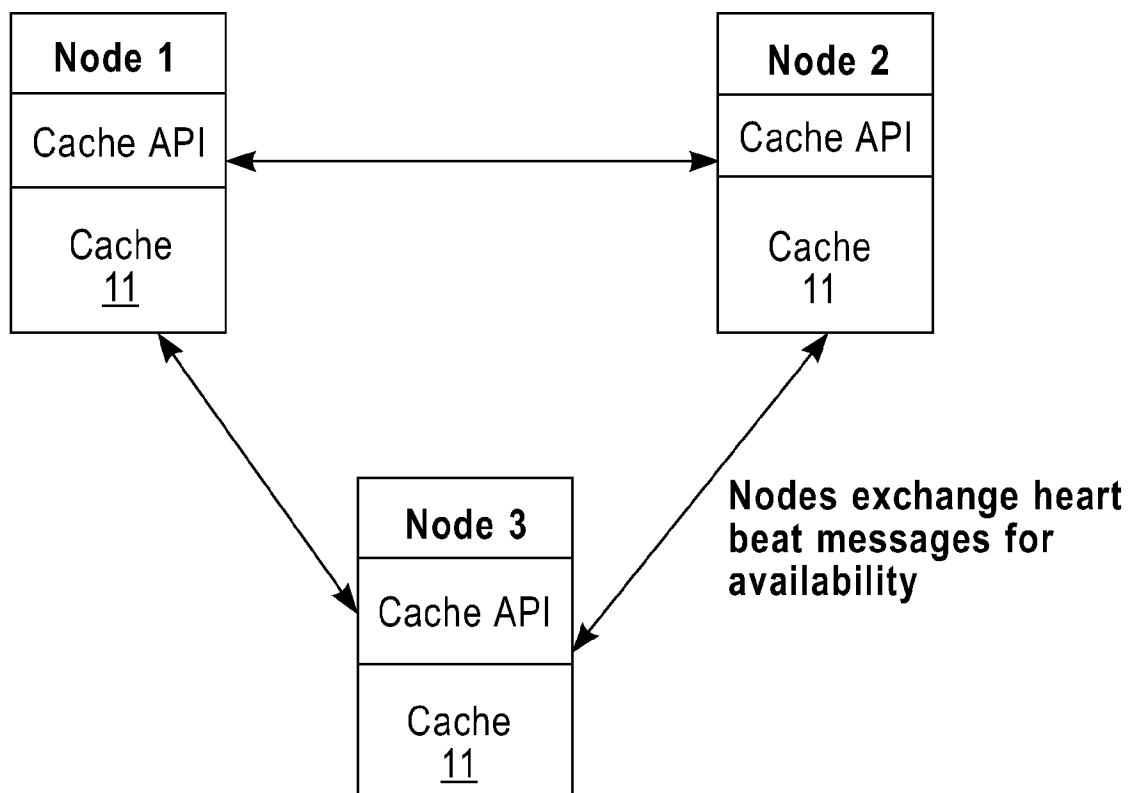 Node 1
Cache API
Cache
11
Node 2
Cache API
Cache
11
Node 3
Cache API
Cache
11
Nodes exchange heart
beat messages for
availability